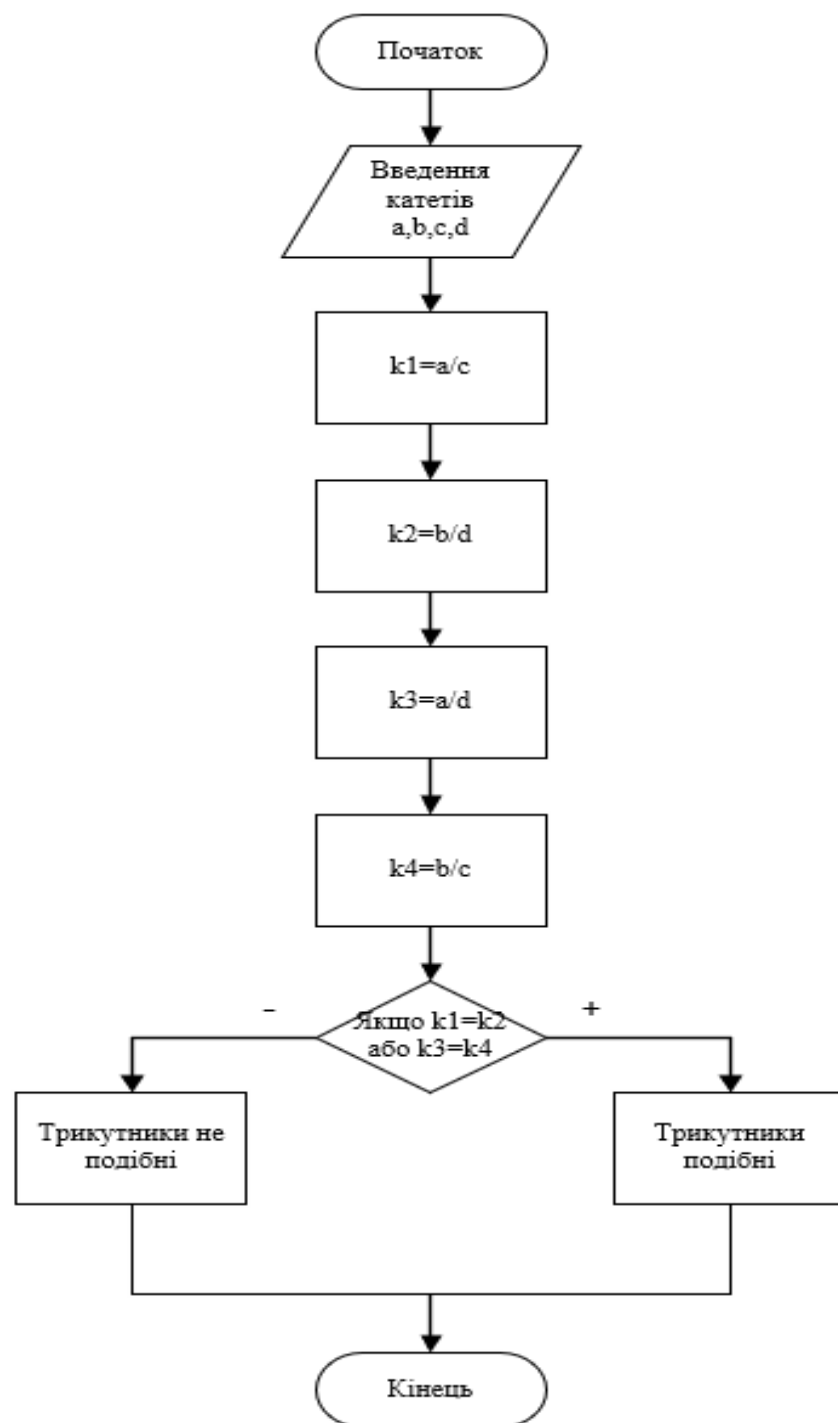 Початок
Введення
катетів
a,b,c,d
k1=a/c
k2=b/d
k3=a/d
k4=b/c
-
+
Якщо k1=k2
або k3=k4
Трикутники не
подібні
Трикутники
подібні
Кінець